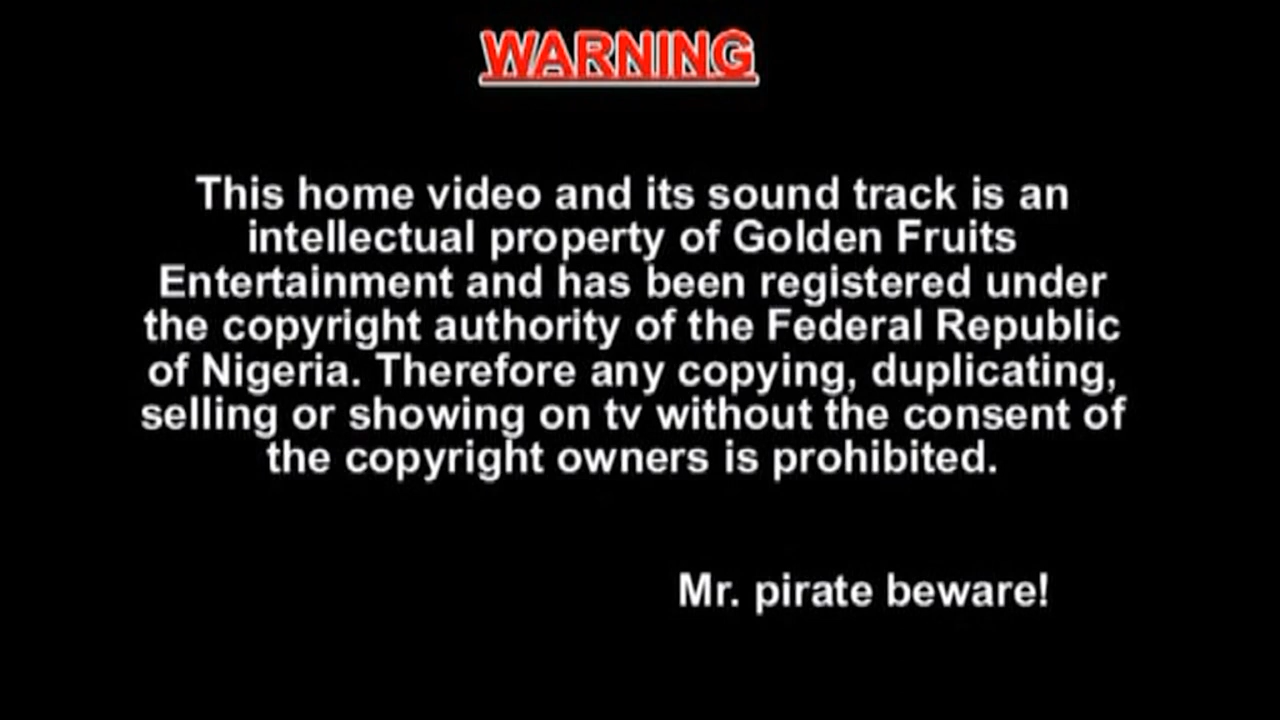 WARNING
This home video and its sound track is an
intellectual property of Golden Fruits
Entertainment and has been registered under
the copyright authority of the Federal Republic
of Nigeria. Therefore any copying, duplicating,
selling or showing on tv without the consent of
the copyright owners is prohibited.
Mr. pirate beware!